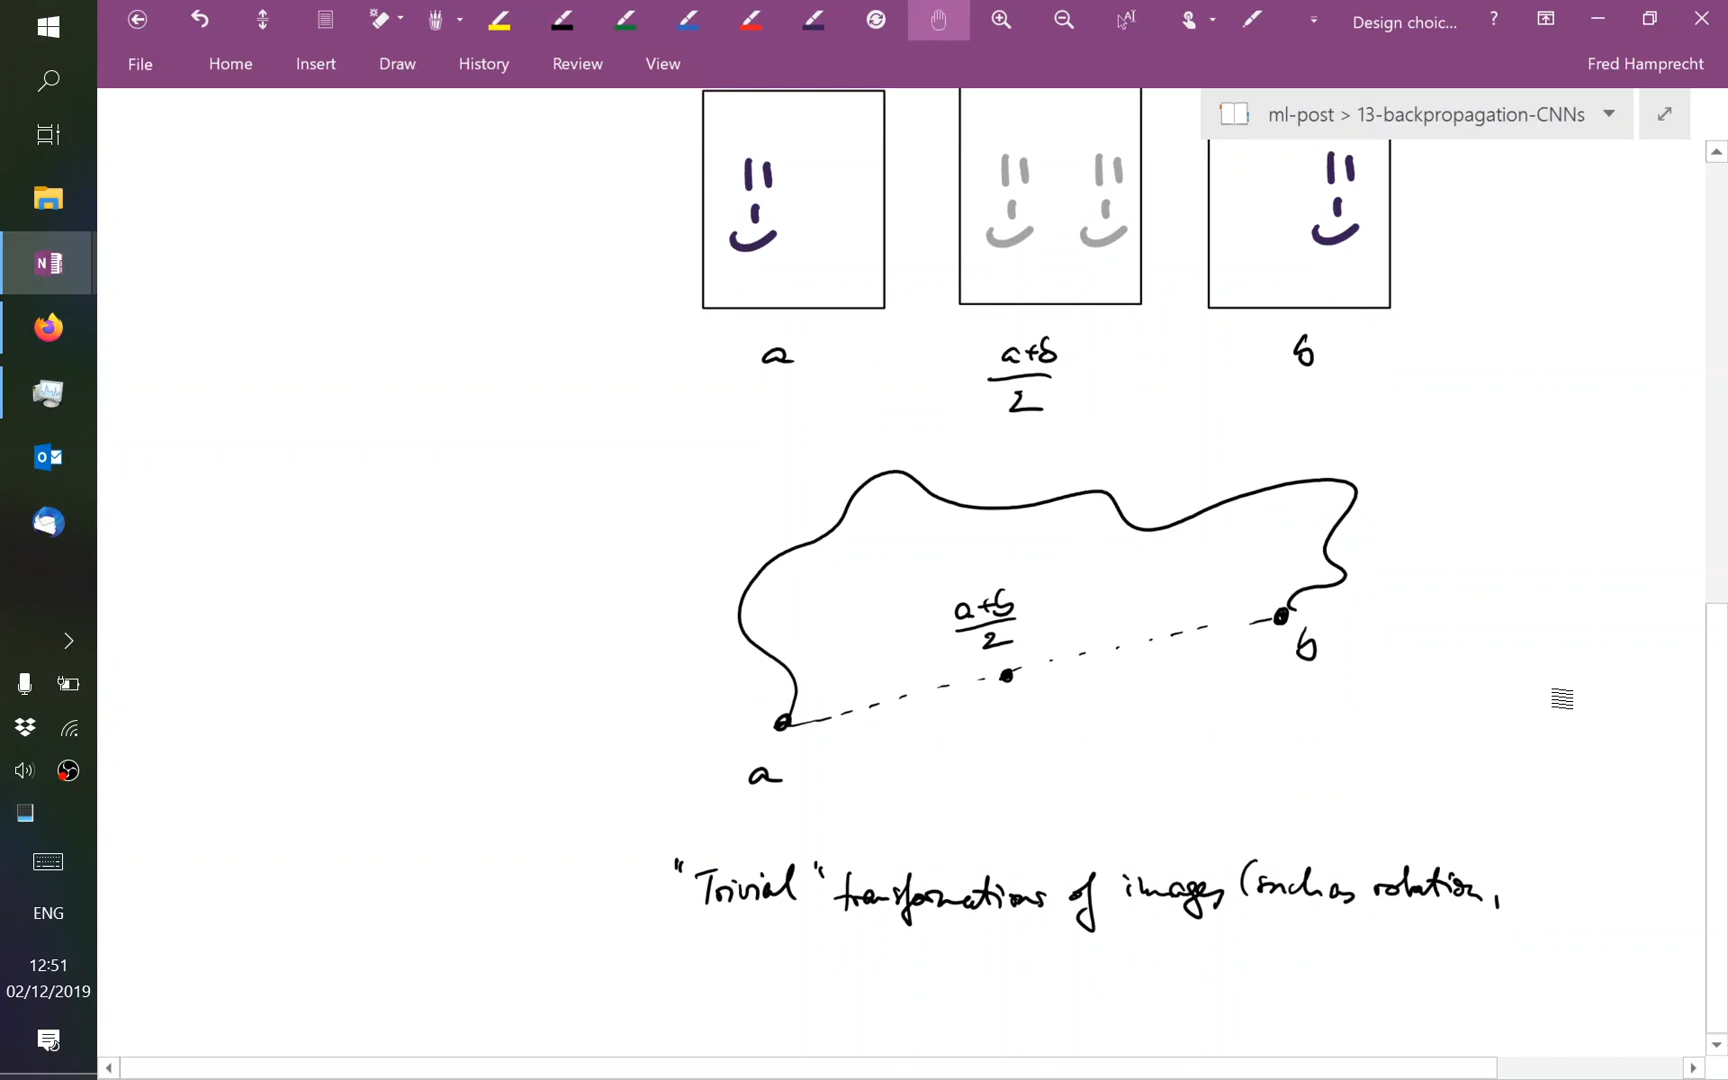 Design choic...
?
File
Home
Insert
Draw
History
Review
View
Fred Hamprecht
ml-post > 13-backpropagation-CNNs
a
a+b
2
b
a+b
2
b
a
"Trivial" transformations of images (such as rotation,
ENG
12:51
02/12/2019